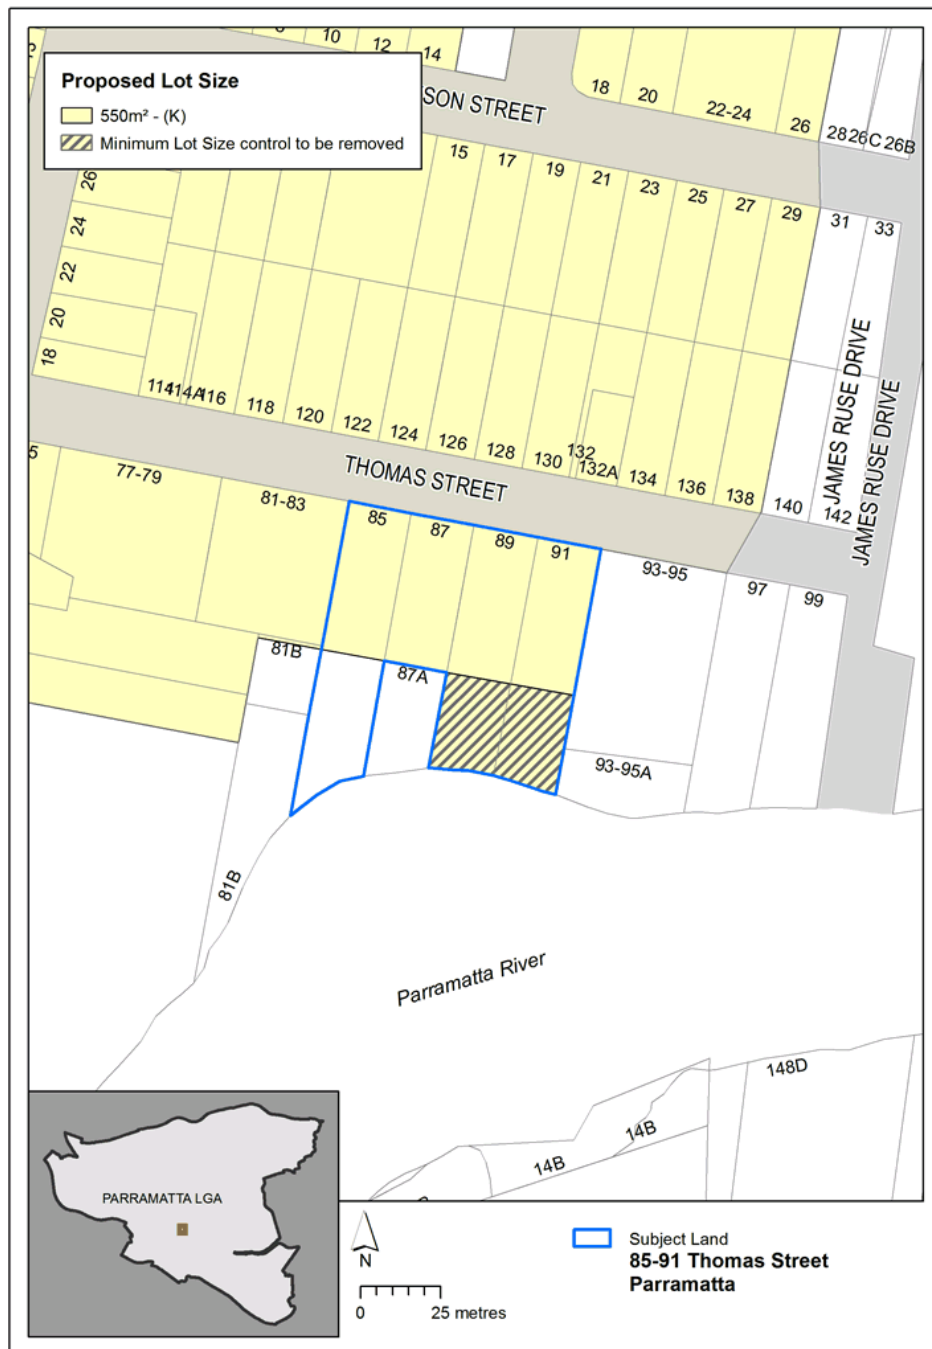 10
12
14
Proposed Lot Size
550m² - (K)
Minimum Lot Size control to be removed
SON STREET
18
20
22-24
26
28
26C
26B
15
17
19
21
23
25
27
29
31
33
26
24
22
20
18
JAMES RUSE DRIVE
JAMES RUSE DRIVE
114
114A
116
118
120
122
124
126
128
130
132
132A
134
136
138
140
142
THOMAS STREET
5
77-79
81-83
85
87
89
91
93-95
97
99
81B
87A
93-95A
81B
Parramatta River
148D
14B
14B
PARRAMATTA LGA
N
0 25 metres
Subject Land
85-91 Thomas Street
Parramatta